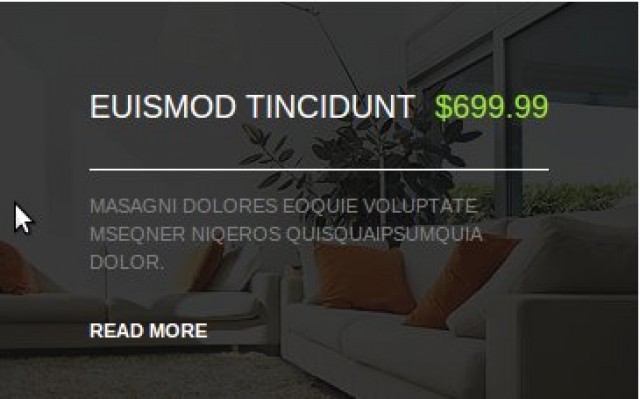 EUISMOD TINCIDUNT $699.99
MASAGNI DOLORES EOQUIE VOLUPTATE
MSEQNER NIQEROS QUISQUAIPSUMQUIA
DOLOR.
READ MORE